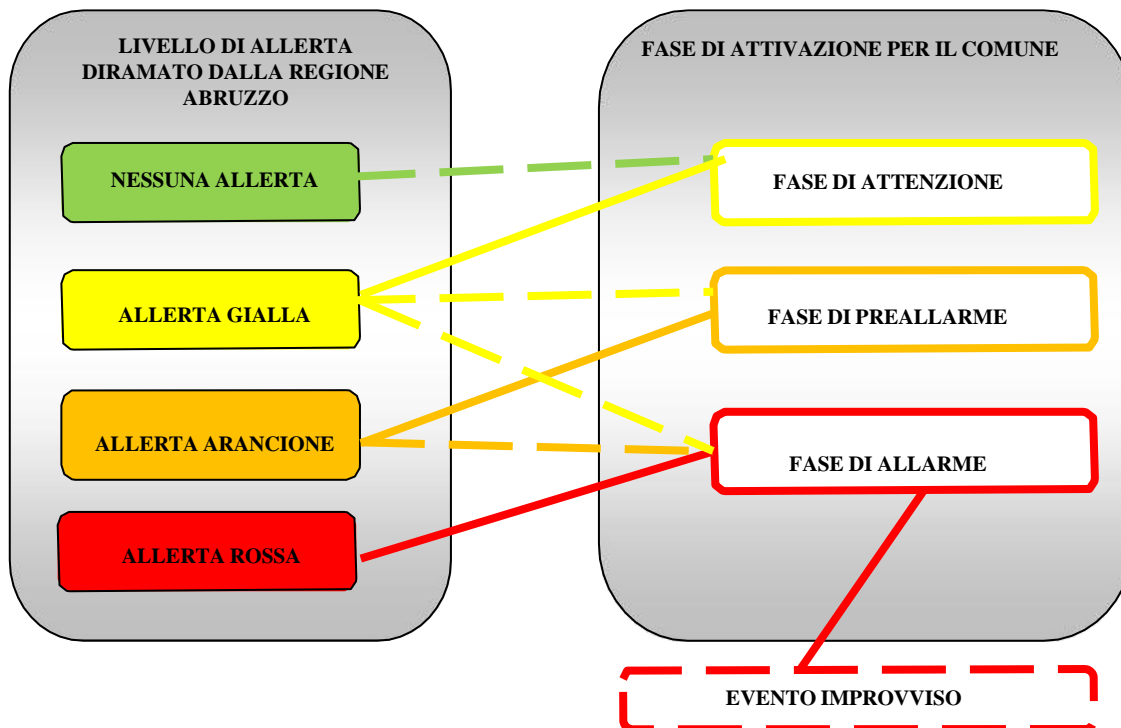 LIVELLO DI ALLERTA
DIRAMATO DALLA REGIONE
ABRUZZO
NESSUNA ALLERTA
ALLERTA GIALLA
ALLERTA ARANCIONE
ALLERTA ROSSA
FASE DI ATTIVAZIONE PER IL COMUNE
FASE DI ATTENZIONE
FASE DI PREALLARME
FASE DI ALLARME
EVENTO IMPROVVISO